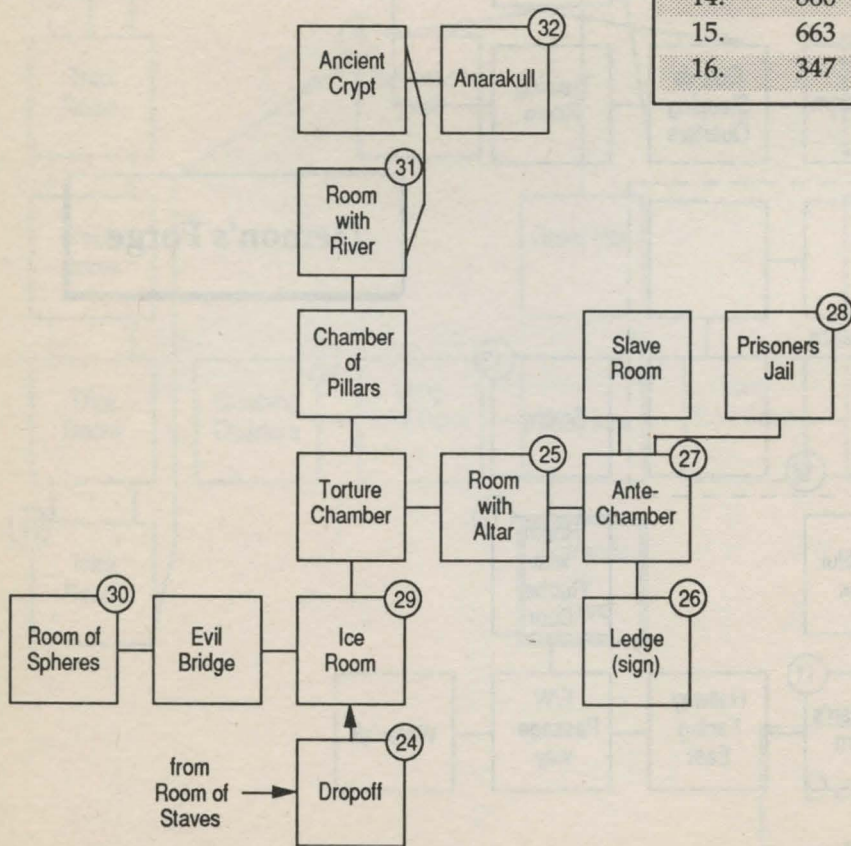 15. 663
16. 347
32
Ancient
Crypt
Anarakull
31
Room
with
River
Chamber
of
Pillars
Slave
Room
28
Prisoners
Jail
Torture
Chamber
25
Room
with
Altar
27
Ante-
Chamber
30
Room of
Spheres
Evil
Bridge
29
Ice
Room
26
Ledge
(sign)
from
Room of
Staves
24
Dropoff